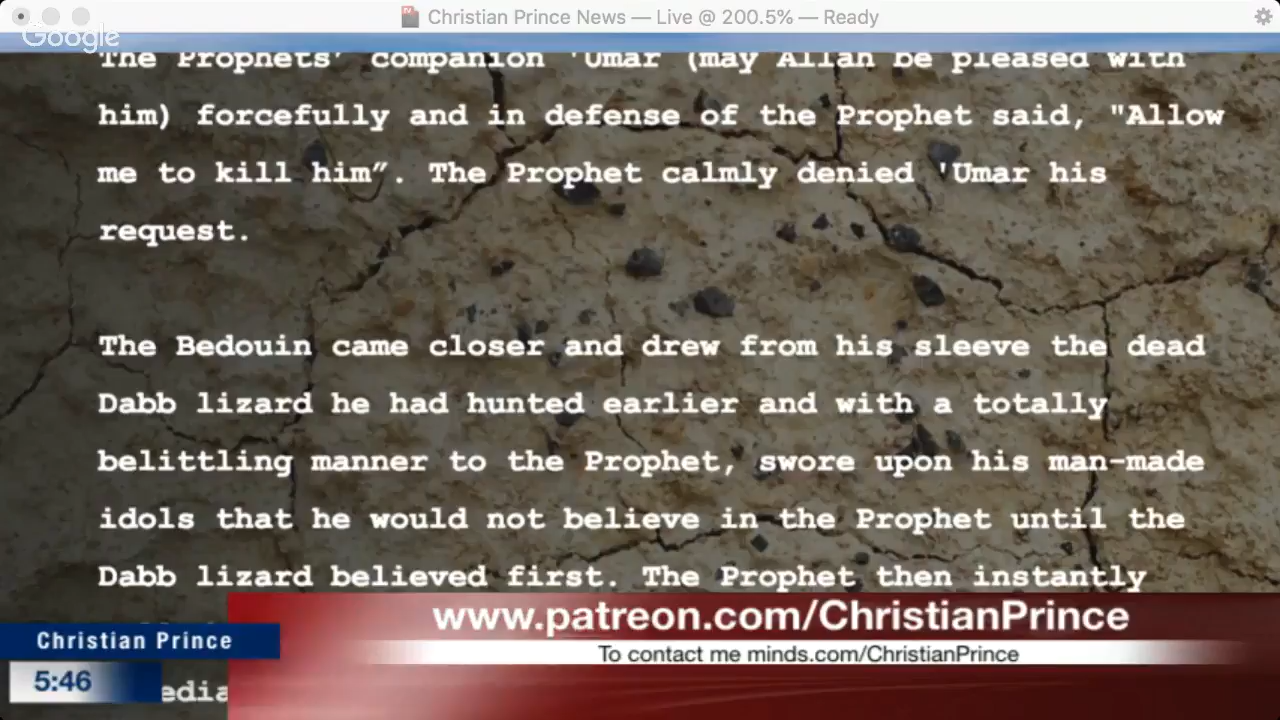 Christian Prince News — Live @ 200.5% — Ready
Google
The Prophets’ companion 'Umar (may Allah be pleased with
him) forcefully and in defense of the Prophet said, "Allow
me to kill him”. The Prophet calmly denied 'Umar his
request.
The Bedouin came closer and drew from his sleeve the dead
Dabb lizard he had hunted earlier and with a totally
belittling manner to the Prophet, swore upon his man-made
idols that he would not believe in the Prophet until the
Dabb lizard believed first. The Prophet then instantly
www.patreon.com/ChristianPrince
Christian Prince
To contact me minds.com/ChristianPrince
5:46